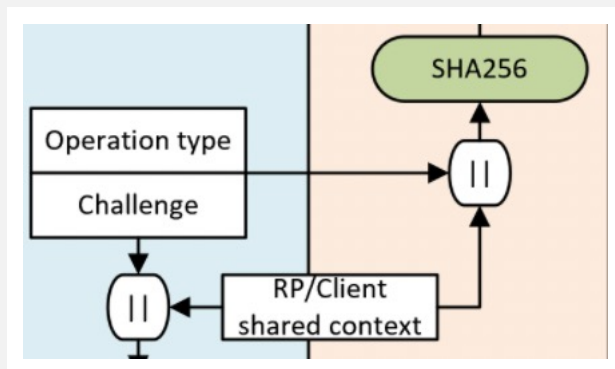 SHA256
Operation type
||
Challenge
||
RP/Client
shared context